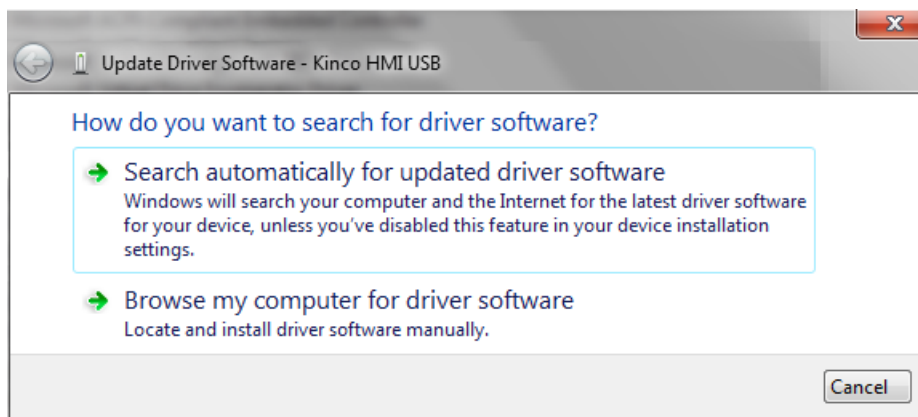 Update Driver Software - Kinco HMI USB
How do you want to search for driver software?
Search automatically for updated driver software
Windows will search your computer and the Internet for the latest driver software
for your device, unless you've disabled this feature in your device installation
settings.
Browse my computer for driver software
Locate and install driver software manually.
Cancel